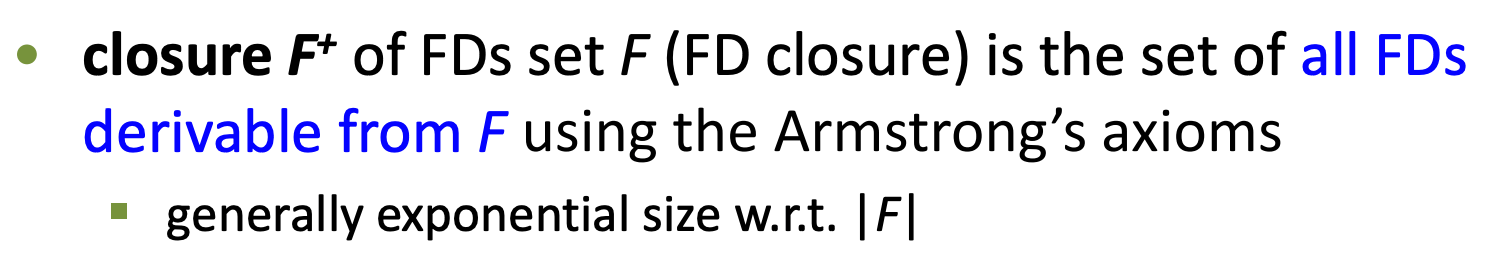 • closure F⁺ of FDs set F (FD closure) is the set of all FDs
derivable from F using the Armstrong’s axioms
▪ generally exponential size w.r.t. |F|